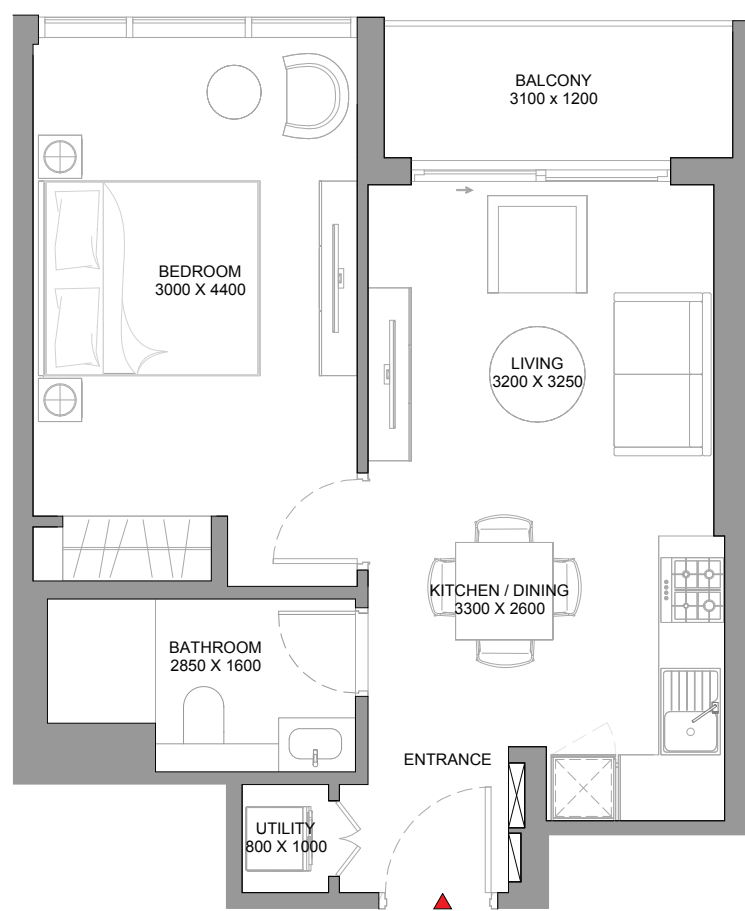 BALCONY
3100 x 1200
BEDROOM
3000 X 4400
LIVING
3200 X 3250
KITCHEN / DINING
3300 X 2600
BATHROOM
2850 X 1600
ENTRANCE
UTILITY
800 X 1000